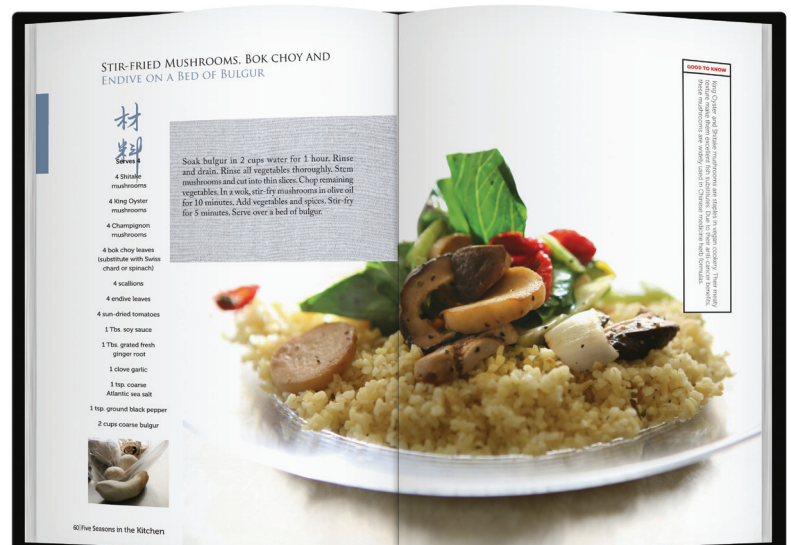 STIR-FRIED MUSHROOMS, BOK CHOY AND
ENDIVE ON A BED OF BULGUR
材
料
Serves 4
4 Shitake
mushrooms
4 King Oyster
mushrooms
4 Champignon
mushrooms
4 bok choy leaves
(substitute with Swiss
chard or spinach)
4 scallions
4 endive leaves
4 sun-dried tomatoes
1 Tbs. soy sauce
1 Tbs. grated fresh
ginger root
1 clove garlic
1 tsp. coarse
Atlantic sea salt
1 tsp. ground black pepper
2 cups coarse bulgur
Soak bulgur in 2 cups water for 1 hour. Rinse
and drain. Rinse all vegetables thoroughly. Stem
mushrooms and cut into thin slices. Chop remaining
vegetables. In a wok, stir-fry mushrooms in olive oil
for 10 minutes. Add vegetables and spices. Stir-fry
for 5 minutes. Serve over a bed of bulgur.
60|Five Seasons in the Kitchen
GOOD TO KNOW
King Oyster and Shitake mushrooms are staples in vegan cookery. Their meaty
texture make them excellent fish substitutes. Due to their anti-cancer benefits,
these mushrooms are widely used in Chinese medicine herb formulas.